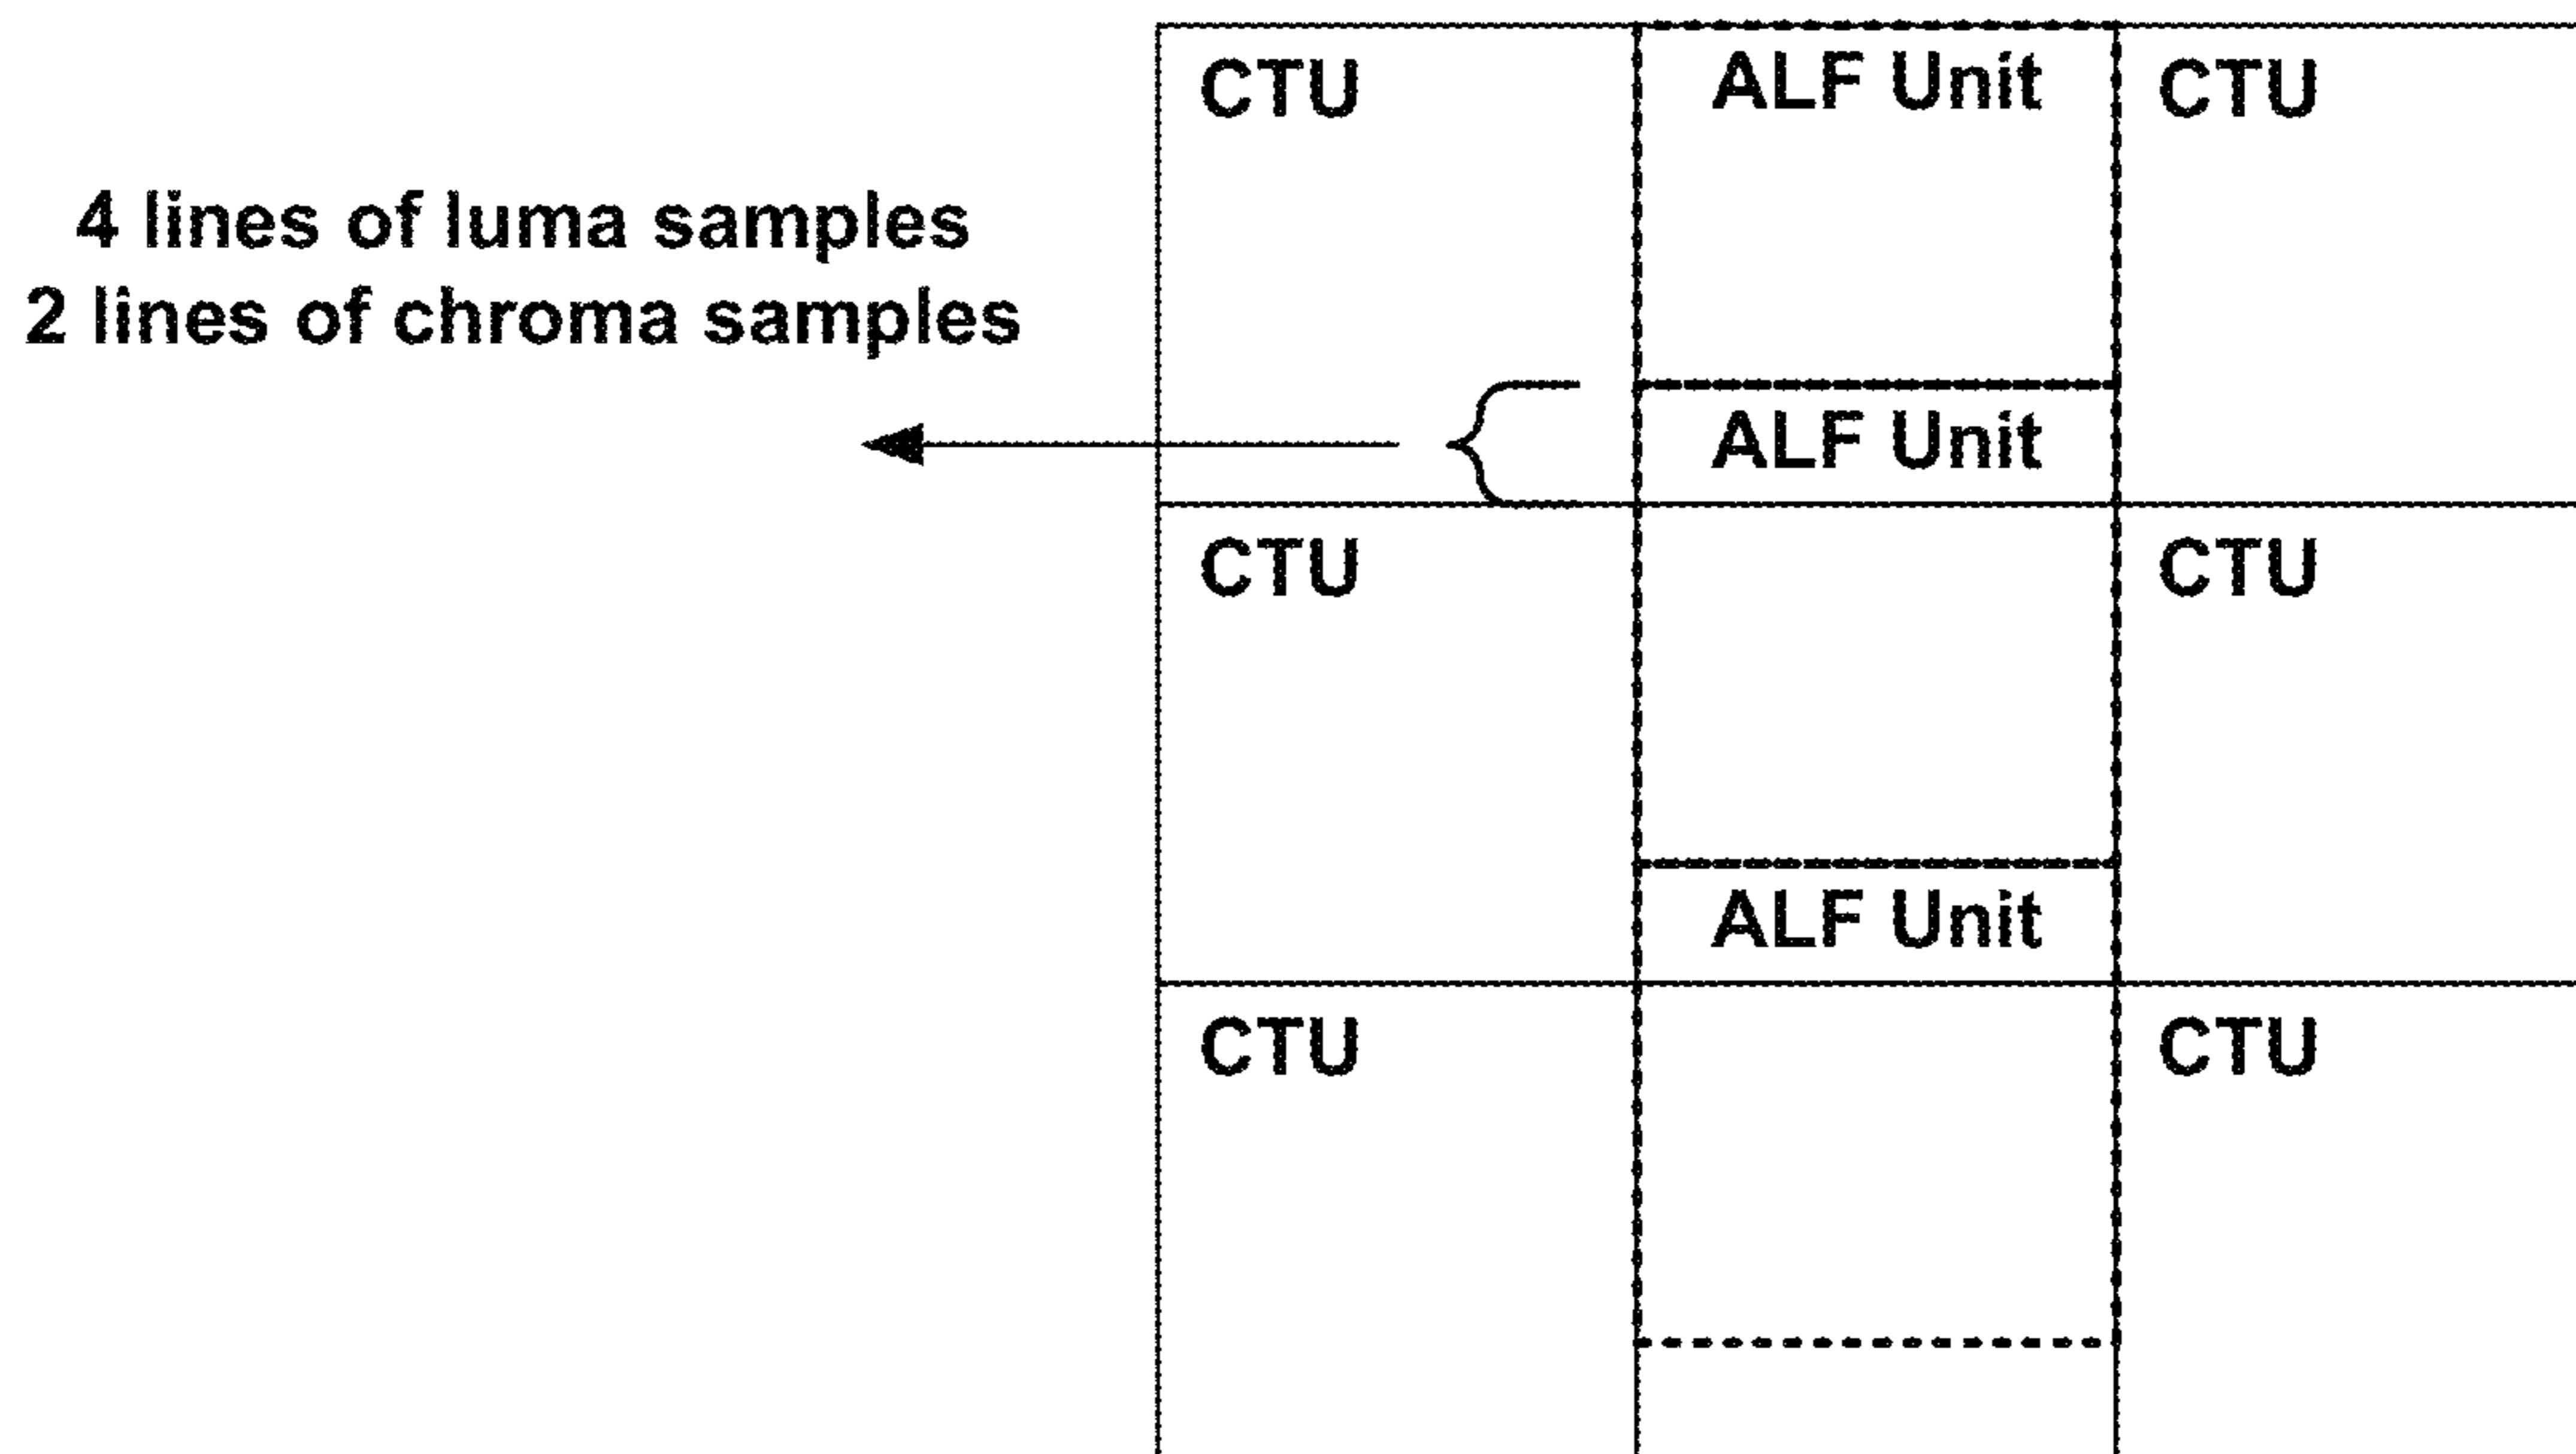 CTU
ALF Unit
CTU
4 lines of luma samples
2 lines of chroma samples
ALF Unit
CTU
CTU
ALF Unit
CTU
CTU